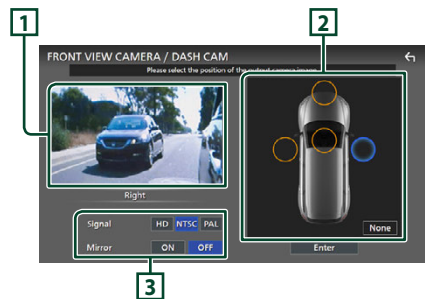 1
2
FRONT VIEW CAMERA / DASH CAM
Please select the position of the output camera image.
Right
Signal HD NTSC PAL
Mirror ON OFF
None
Enter
3